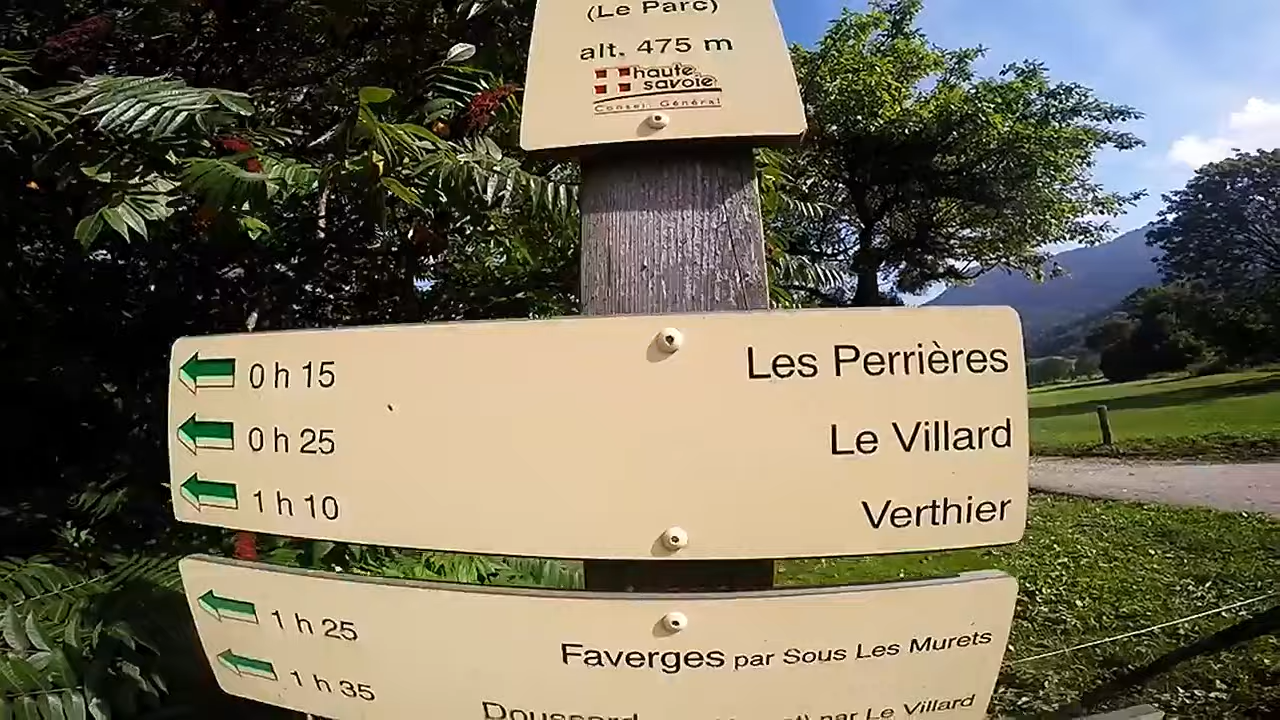 (Le Parc)
alt. 475 m
haute
savoie
Conseil Général
0 h 15 Les Perrières
0 h 25 Le Villard
1 h 10 Verthier
1 h 25 Faverges par Sous Les Murets
1 h 35 Doussard par Le Villard